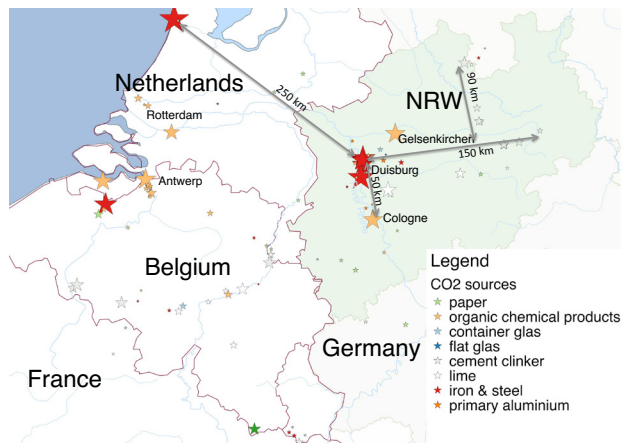 Netherlands
Rotterdam
250 km
NRW
90 km
Gelsenkirchen
150 km
Duisburg
50 km
Antwerp
Cologne
Belgium
Germany
France
Legend
CO2 sources
paper
organic chemical products
container glas
flat glas
cement clinker
lime
iron & steel
primary aluminium